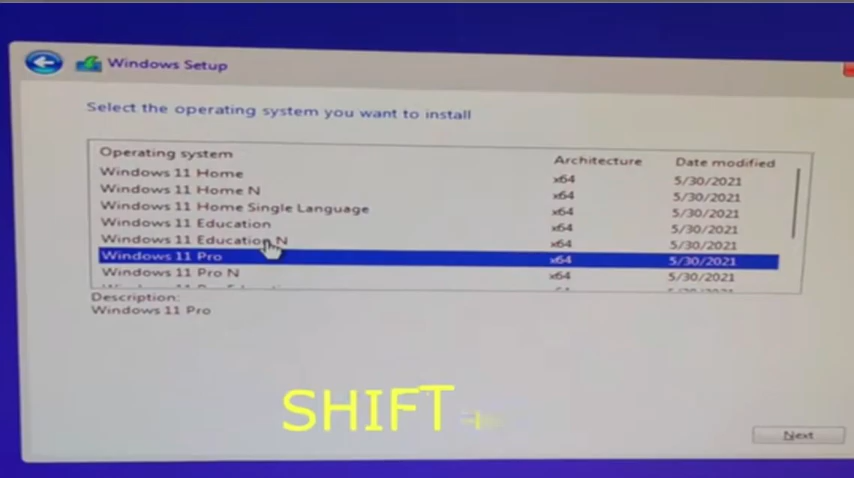 Windows Setup
Select the operating system you want to install
Operating system Architecture Date modified
Windows 11 Home x64 5/30/2021
Windows 11 Home N x64 5/30/2021
Windows 11 Home Single Language x64 5/30/2021
Windows 11 Education x64 5/30/2021
Windows 11 Education N x64 5/30/2021
Windows 11 Pro x64 5/30/2021
Windows 11 Pro N x64 5/30/2021
Description:
Windows 11 Pro
SHIFT +
Next